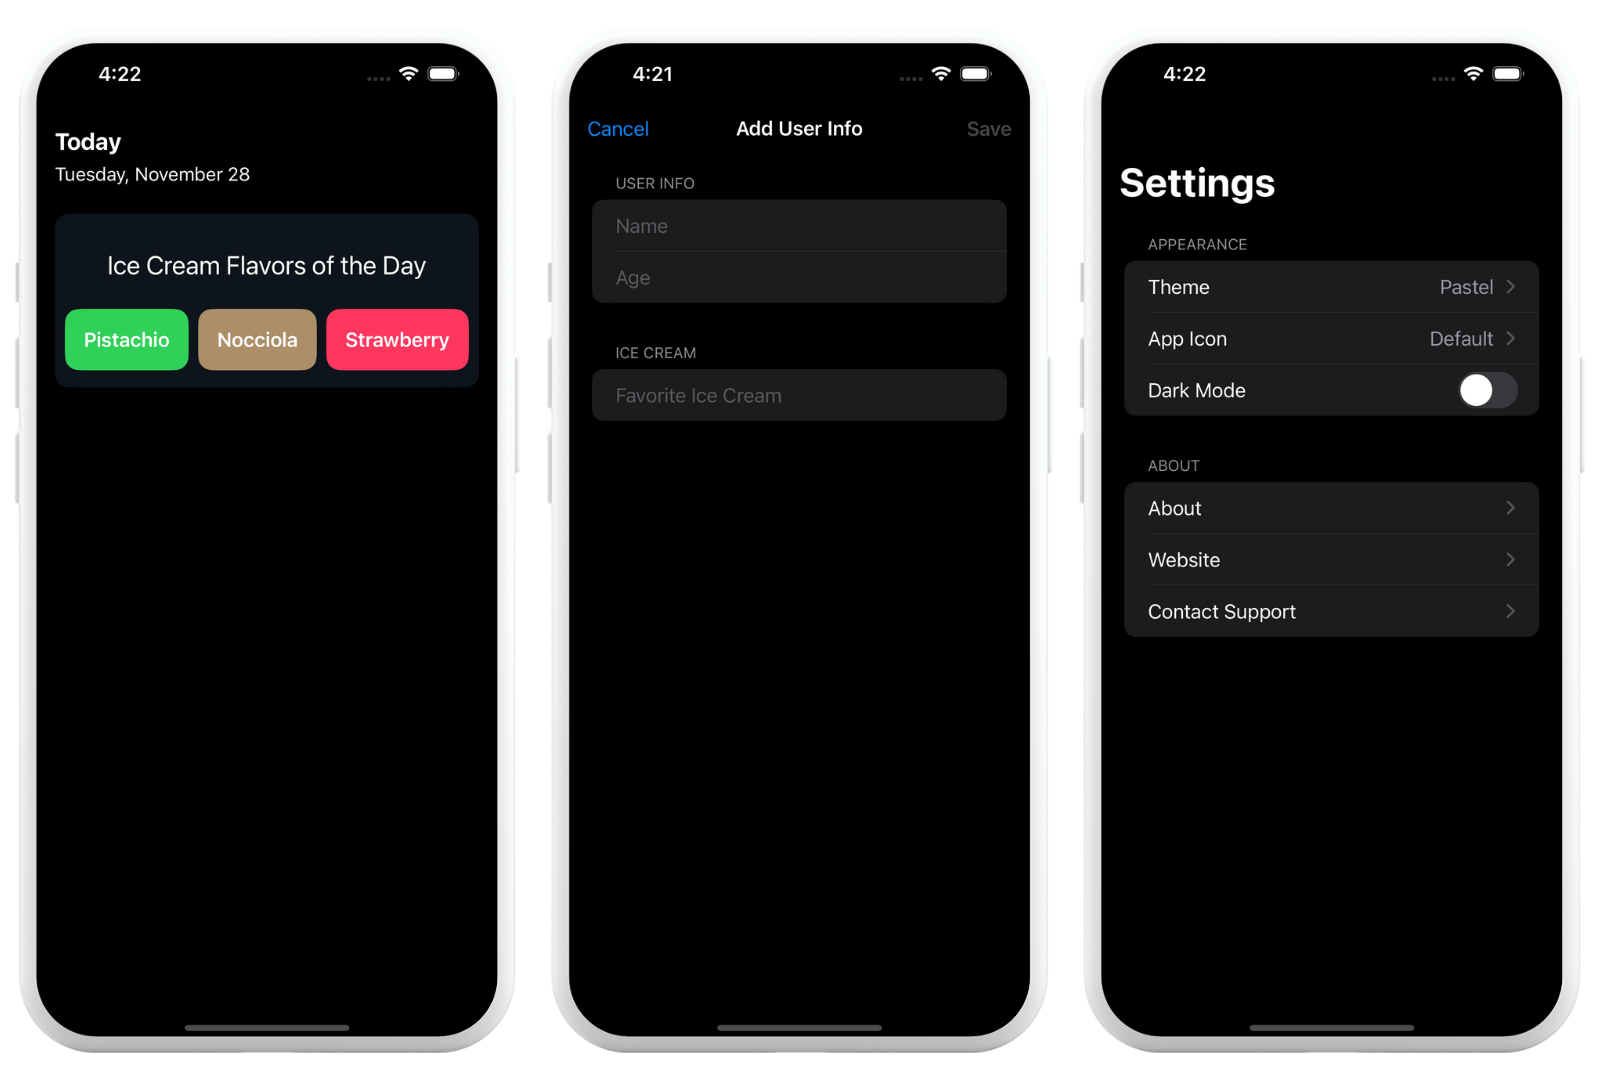 4:22
Today
Tuesday, November 28
Ice Cream Flavors of the Day
Pistachio Nocciola Strawberry
4:21
Cancel Add User Info Save
USER INFO
Name
Age
ICE CREAM
Favorite Ice Cream
4:22
Settings
APPEARANCE
Theme Pastel
App Icon Default
Dark Mode
ABOUT
About
Website
Contact Support